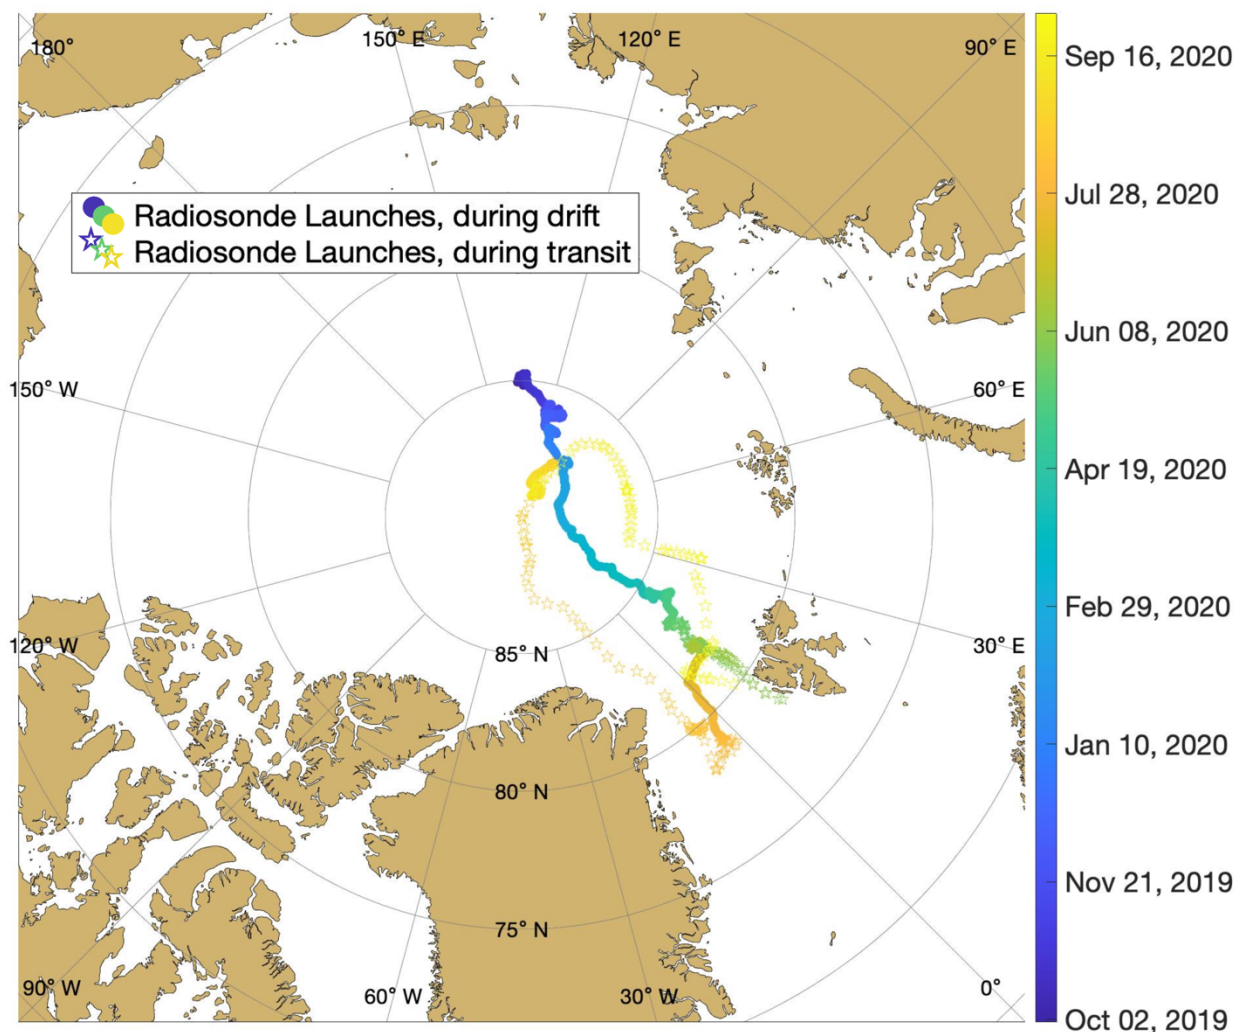 180°
150° E
120° E
90° E
Sep 16, 2020
Radiosonde Launches, during drift
Radiosonde Launches, during transit
Jul 28, 2020
Jun 08, 2020
150° W
60° E
Apr 19, 2020
Feb 29, 2020
120° W
85° N
30° E
Jan 10, 2020
80° N
Nov 21, 2019
75° N
90° W
60° W
30° W
0°
Oct 02, 2019